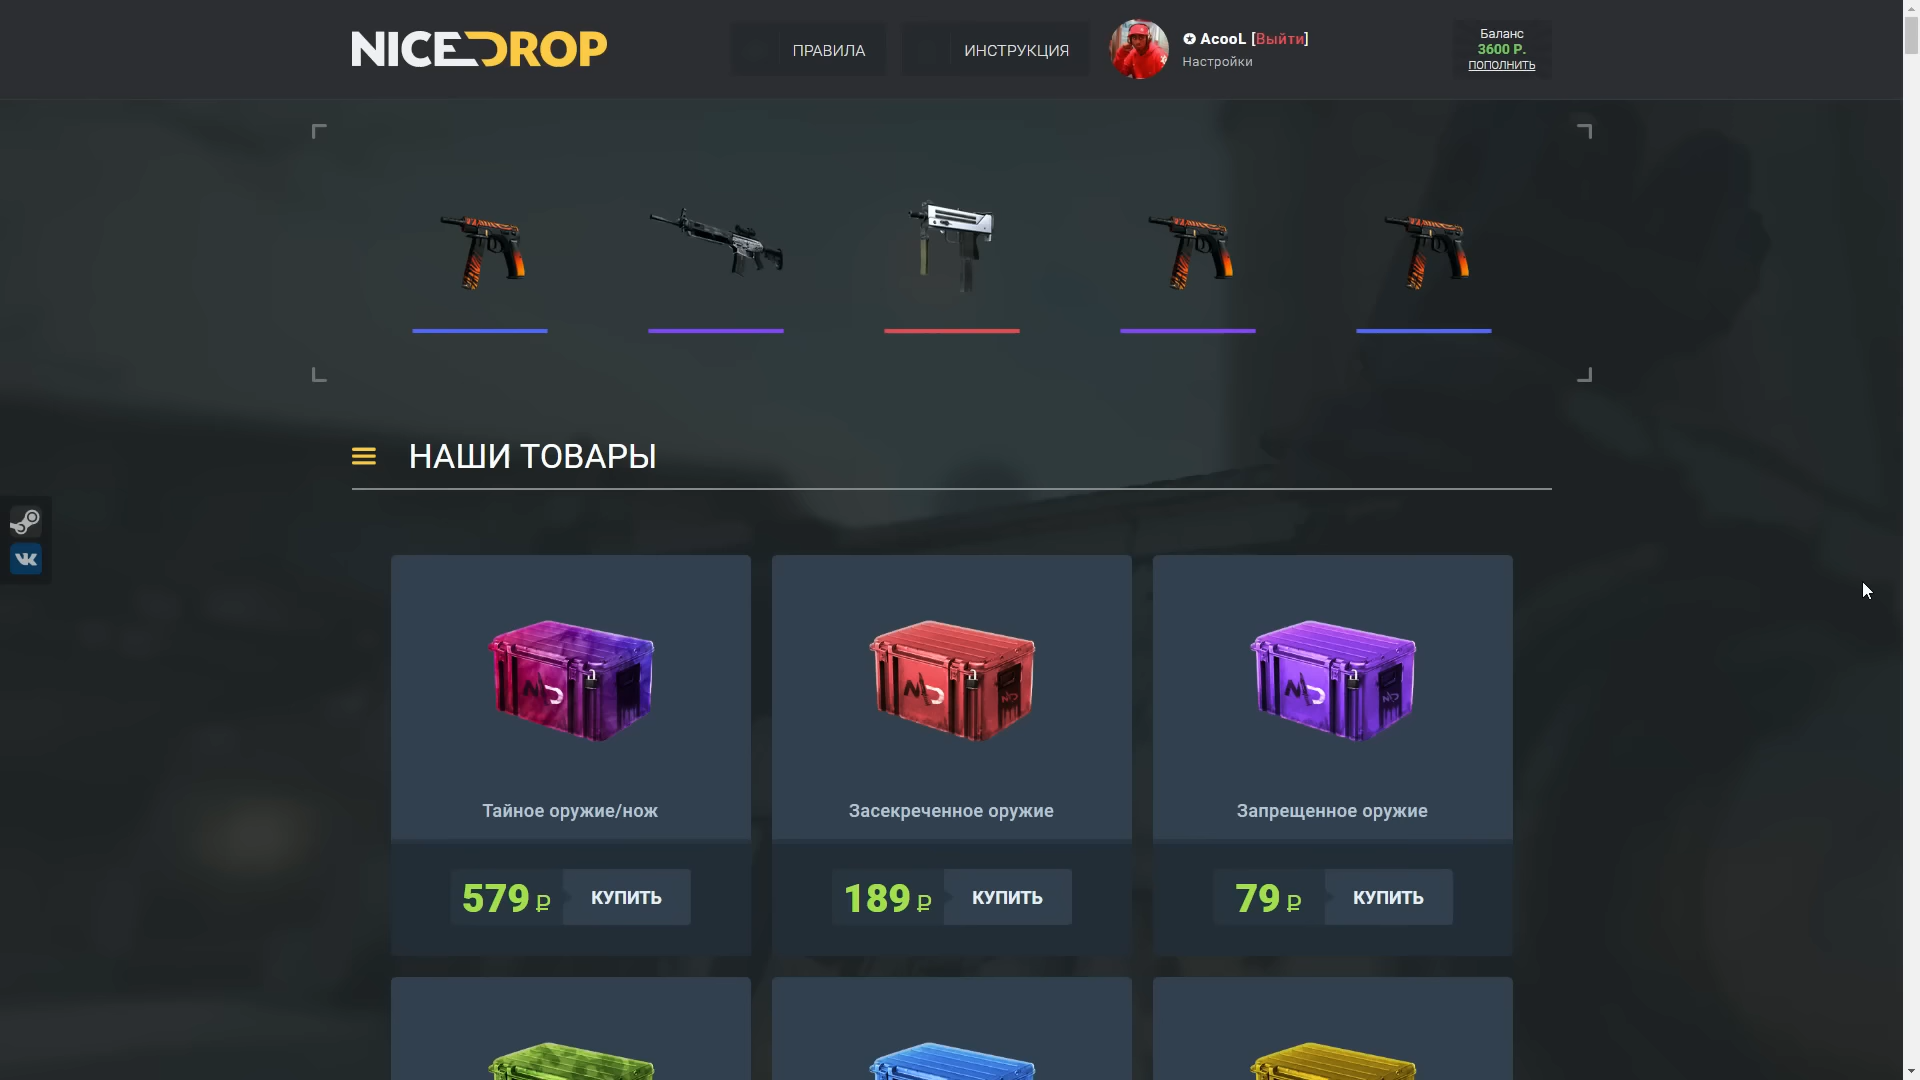 NICEDROP
ПРАВИЛА
ИНСТРУКЦИЯ
AcooL [Выйти]
Настройки
Баланс
3600 Р.
ПОПОЛНИТЬ
НАШИ ТОВАРЫ
Тайное оружие/нож
Засекреченное оружие
Запрещенное оружие
579 ₽ КУПИТЬ
189 ₽ КУПИТЬ
79 ₽ КУПИТЬ